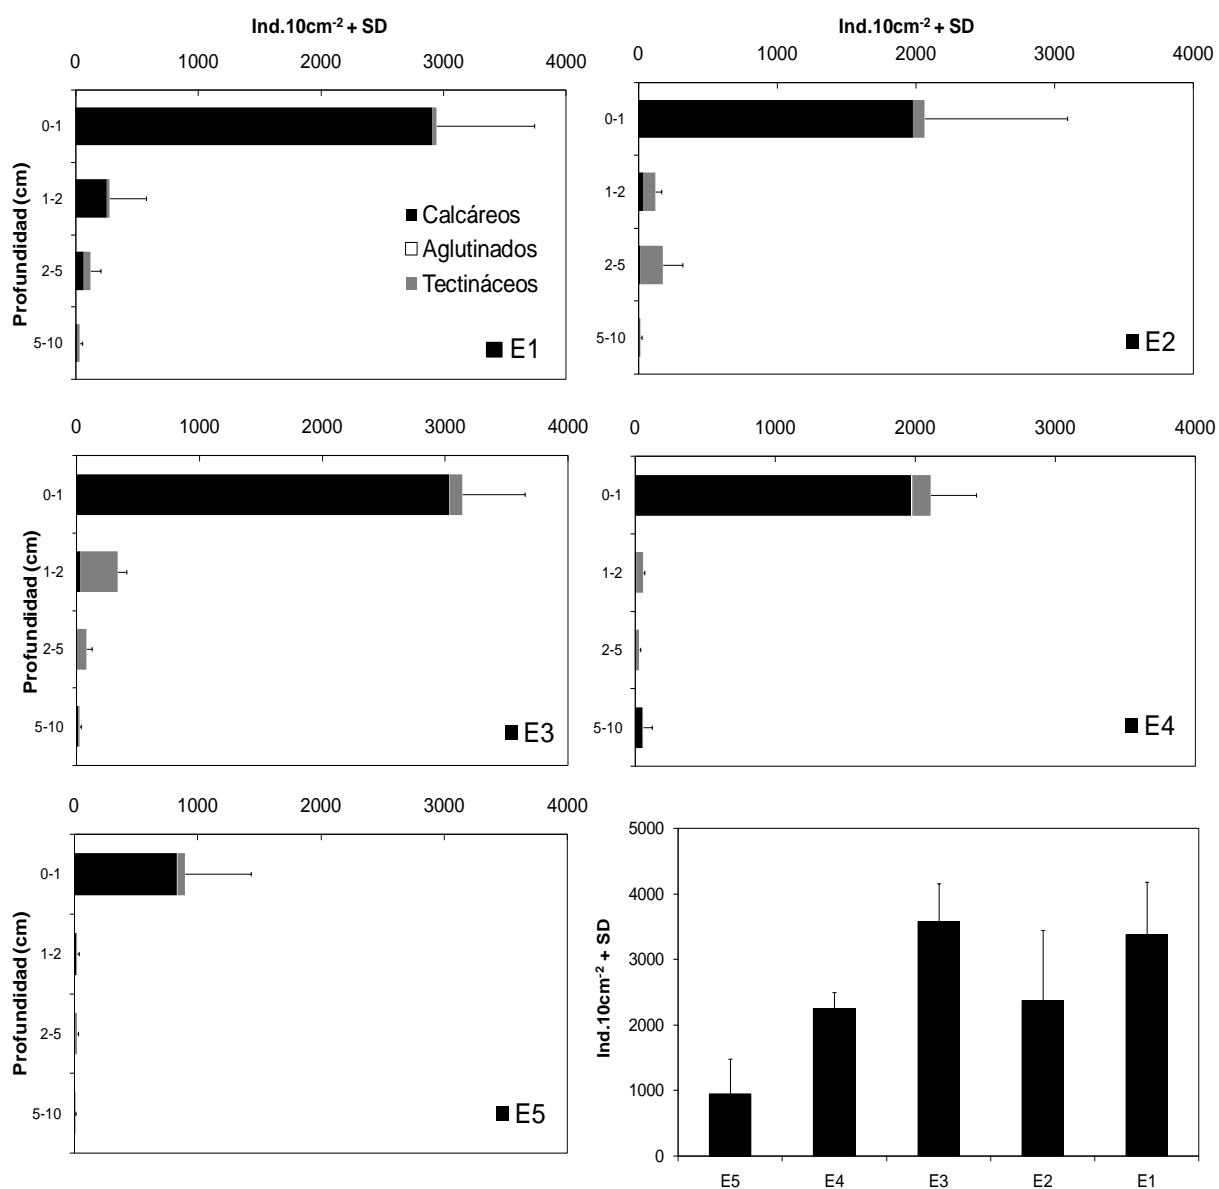 Ind.10cm-2 + SD
0 1000 2000 3000 4000
Profundidad (cm)
0-1
1-2
2-5
5-10
Calcáreos
Aglutinados
Tectináceos
E1
Ind.10cm-2 + SD
0 1000 2000 3000 4000
0-1
1-2
2-5
5-10
E2
0 1000 2000 3000 4000
Profundidad (cm)
0-1
1-2
2-5
5-10
E3
0 1000 2000 3000 4000
0-1
1-2
2-5
5-10
E4
0 1000 2000 3000 4000
Profundidad (cm)
0-1
1-2
2-5
5-10
E5
Ind.10cm-2 + SD
5000
4000
3000
2000
1000
0
E5 E4 E3 E2 E1